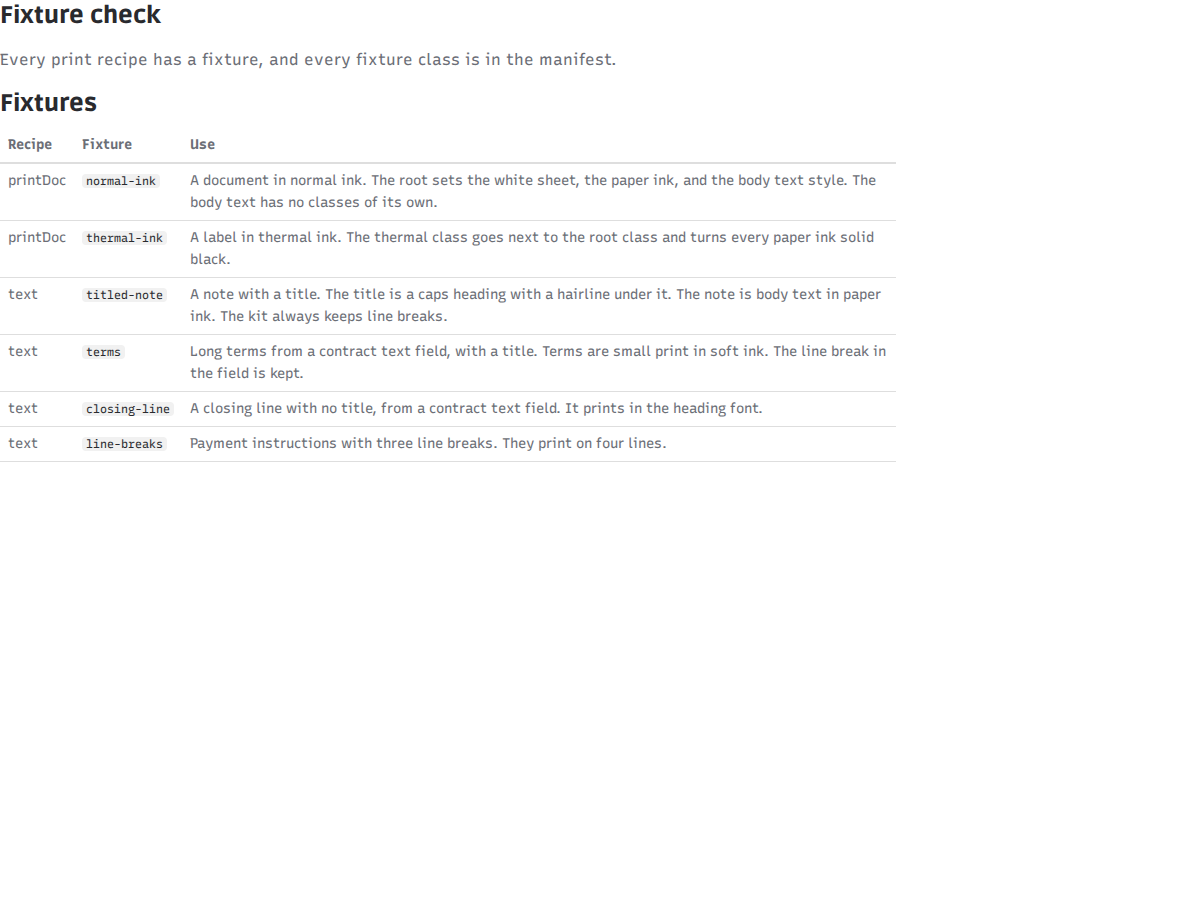 Fixture check
Every print recipe has a fixture, and every fixture class is in the manifest.
Fixtures
Recipe Fixture Use
printDoc normal-ink A document in normal ink. The root sets the white sheet, the paper ink, and the body text style. The
body text has no classes of its own.
printDoc thermal-ink A label in thermal ink. The thermal class goes next to the root class and turns every paper ink solid
black.
text titled-note A note with a title. The title is a caps heading with a hairline under it. The note is body text in paper
ink. The kit always keeps line breaks.
text terms Long terms from a contract text field, with a title. Terms are small print in soft ink. The line break in
the field is kept.
text closing-line A closing line with no title, from a contract text field. It prints in the heading font.
text line-breaks Payment instructions with three line breaks. They print on four lines.